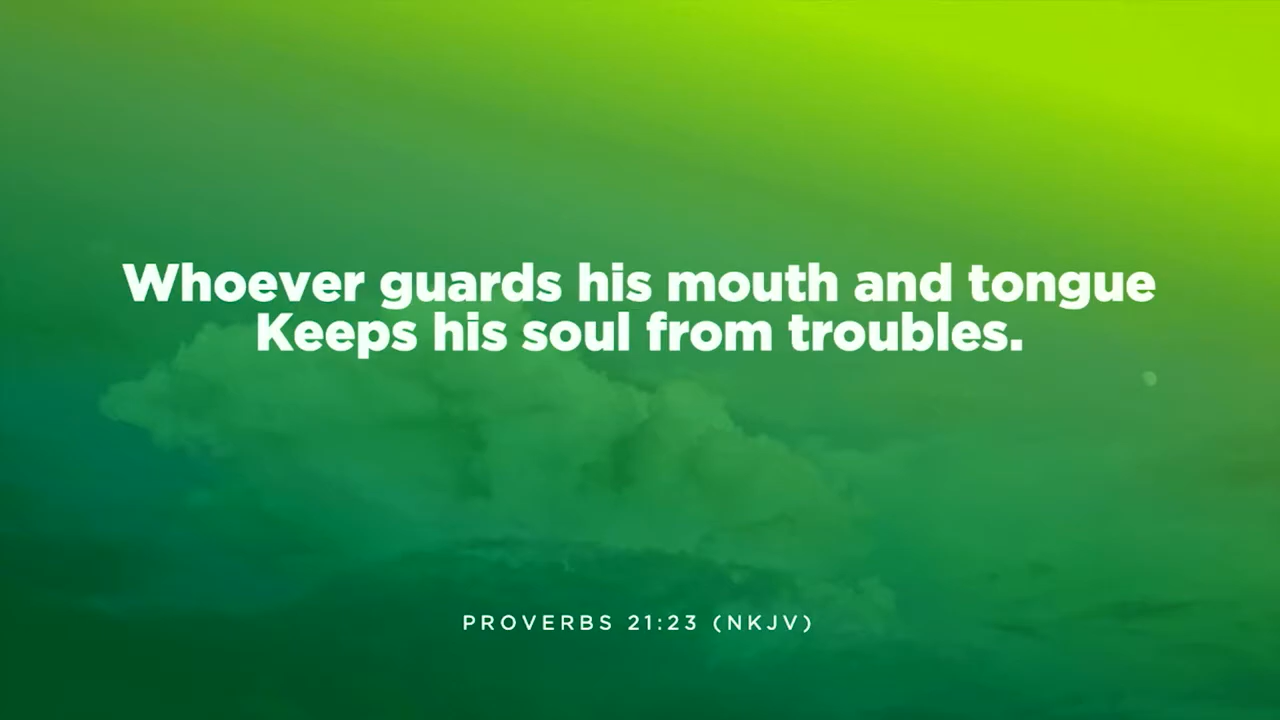 Whoever guards his mouth and tongue
Keeps his soul from troubles.
PROVERBS 21:23 (NKJV)